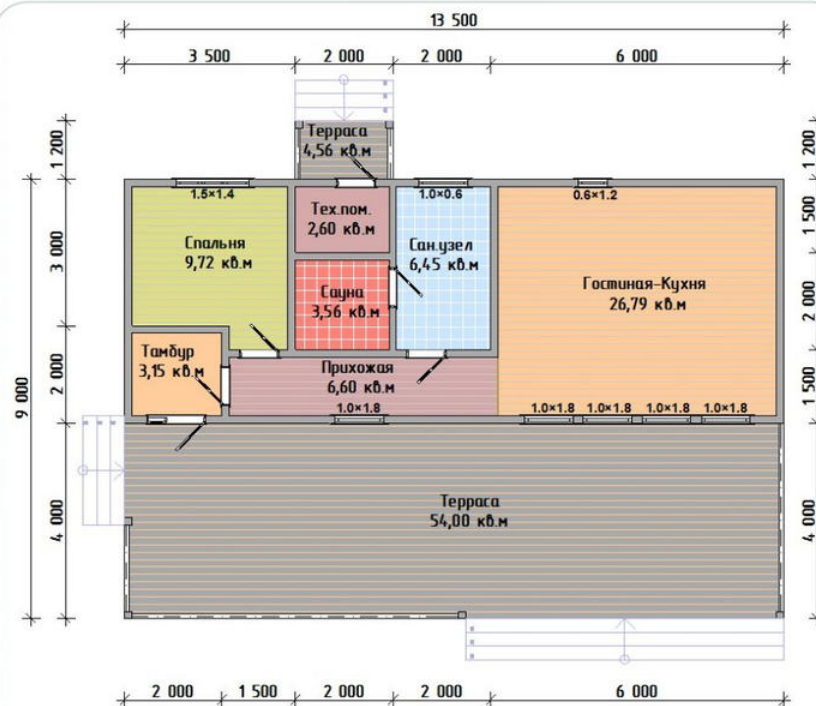 13 500
3 500
2 000
2 000
6 000
1 200
Терраса
4,56 кв.м
1 200
1.5×1.4
1.0×0.6
0.6×1.2
Тех.пом.
2,60 кв.м
1 500
3 000
Спальня
9,72 кв.м
Сан.узел
6,45 кв.м
Гостиная-Кухня
26,79 кв.м
2 000
Сауна
3,56 кв.м
Тамбур
3,15 кв.м
Прихожая
6,60 кв.м
2 000
1 500
9 000
1.0×1.8
1.0×1.8
1.0×1.8
1.0×1.8
1.0×1.8
4 000
Терраса
54,00 кв.м
4 000
2 000
1 500
2 000
2 000
6 000